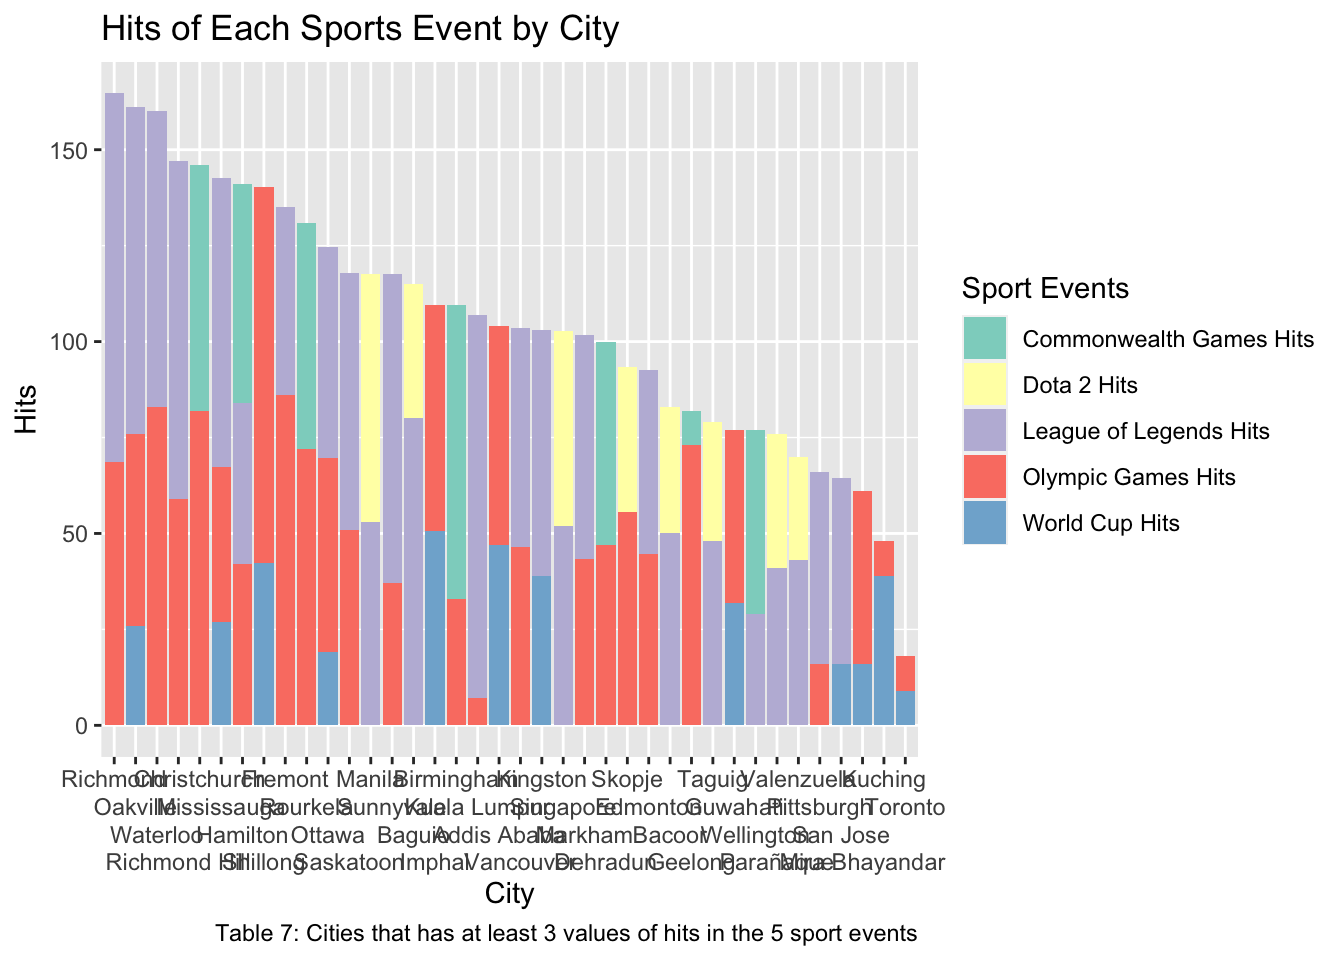 Hits of Each Sports Event by City
Hits
150
100
50
0
Richmond Christchurch Fremont Manila Birmingham Kingston Skopje Taguig Valenzuela Kuching
Oakville Mississauga Rourkela Sunnyvale Kuala Lumpur Singapore Edmonton Guwahati Pittsburgh Toronto
Waterloo Hamilton Ottawa Baguio Addis Ababa Markham Bacoor Wellington San Jose
Richmond Hill Shillong Saskatoon Imphal Vancouver Dehradun Geelong Parañaque Mira Bhayandar
City
Table 7: Cities that has at least 3 values of hits in the 5 sport events
Sport Events
Commonwealth Games Hits
Dota 2 Hits
League of Legends Hits
Olympic Games Hits
World Cup Hits